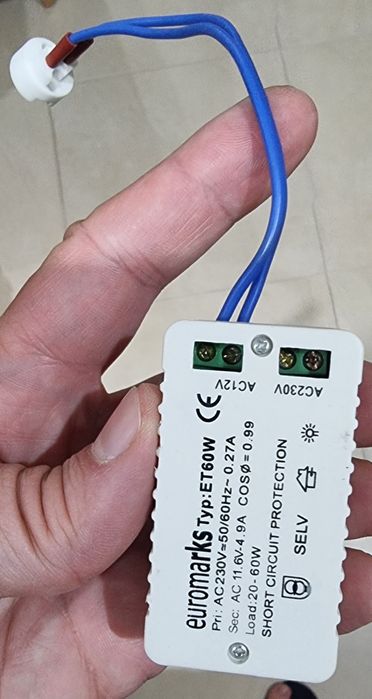 AC12V
AC230V
CE
euromarks Typ:ET60W
Pri: AC230V≃50/60Hz~0.27A
Sec: AC 11.6V-4.9A COSØ=0.99
Load:20-60W
SHORT CIRCUIT PROTECTION
SELV